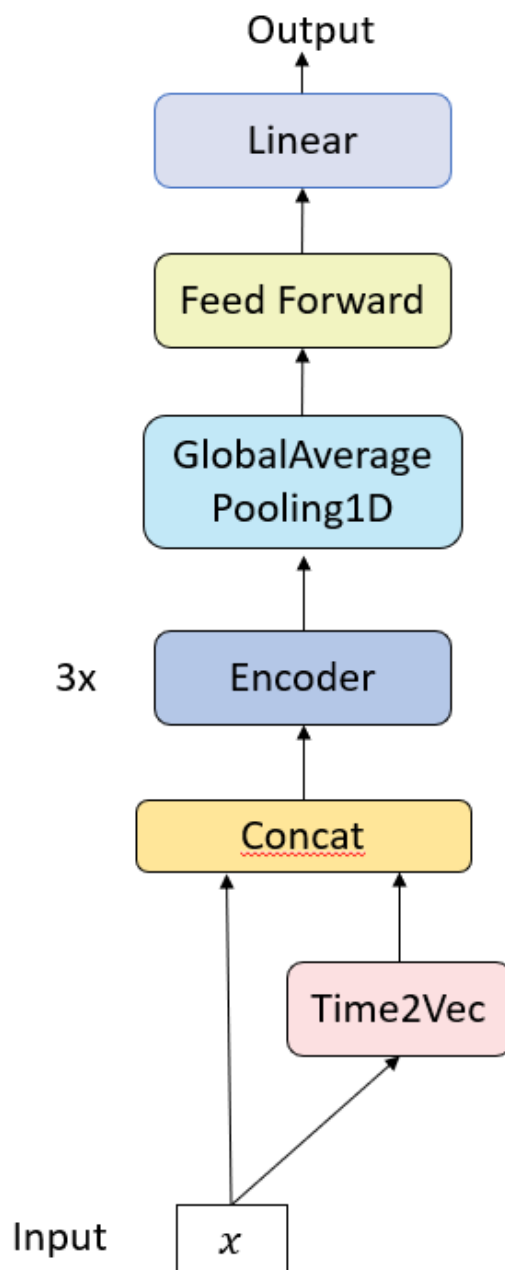 Output
Linear
Feed Forward
GlobalAverage
Pooling1D
3x
Encoder
Concat
Time2Vec
Input
x